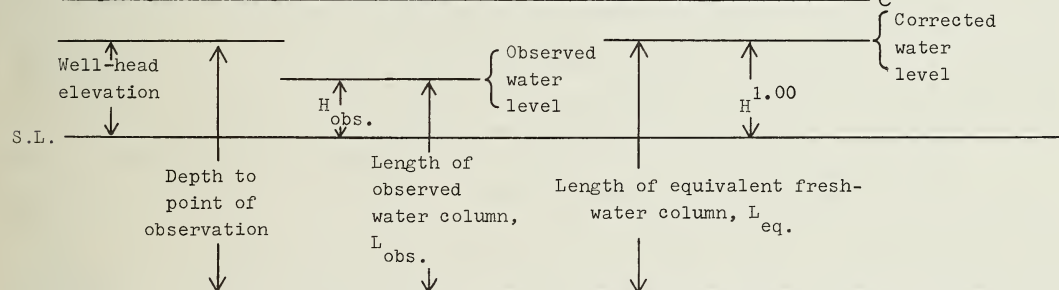 Corrected
water
level
Well-head
elevation
Observed
water
level
H obs.
H 1.00
S.L.
Depth to
point of
observation
Length of
observed
water column,
L obs.
Length of equivalent fresh-
water column, L eq.